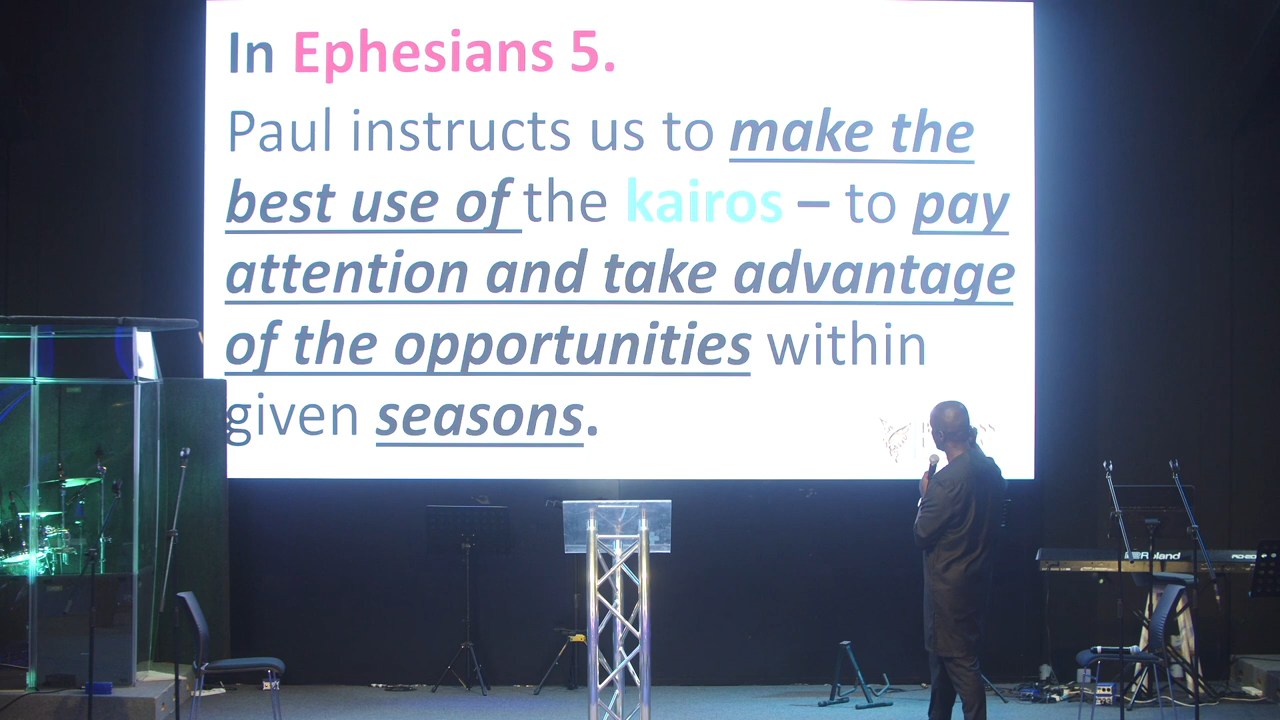 In Ephesians 5.
Paul instructs us to make the
best use of the kairos – to pay
attention and take advantage
of the opportunities within
given seasons.
Roland